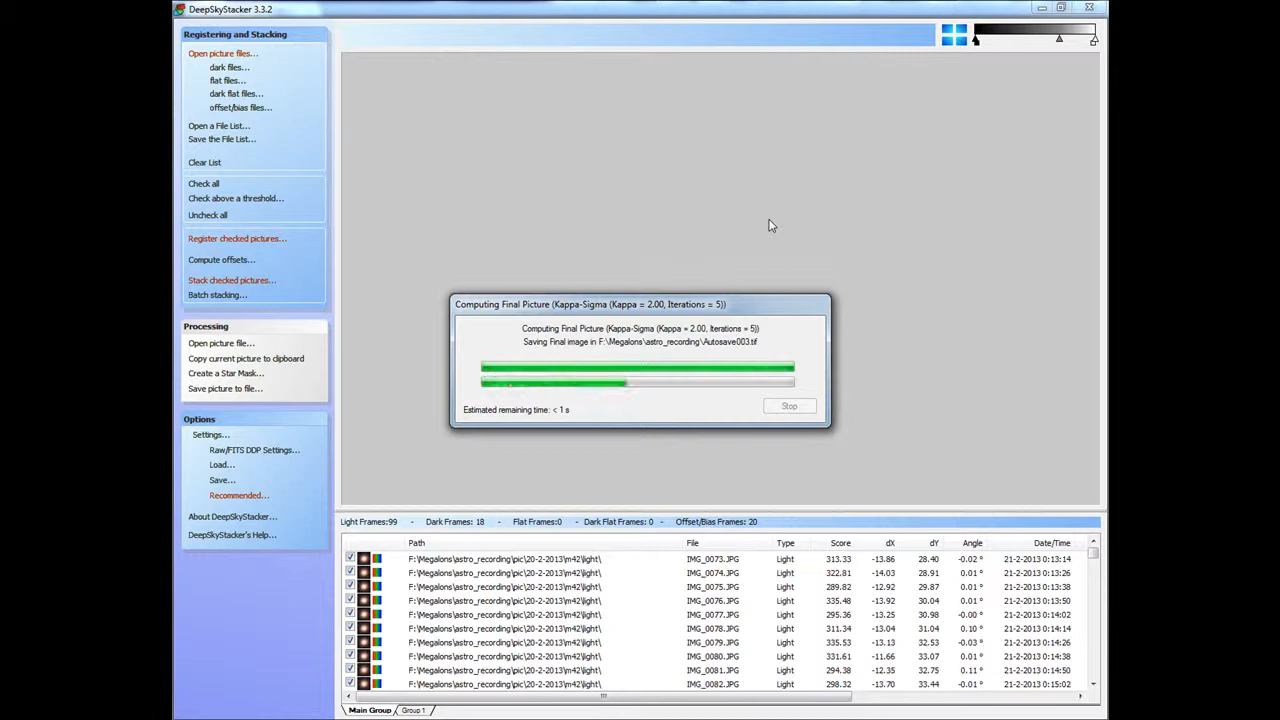 DeepSkyStacker 3.3.2
Registering and Stacking
Open picture files...
dark files...
flat files...
dark flat files...
offset/bias files...
Open a File List...
Save the File List...
Clear List
Check all
Check above a threshold...
Uncheck all
Register checked pictures...
Compute offsets...
Stack checked pictures...
Batch stacking...
Processing
Open picture file...
Copy current picture to clipboard
Create a Star Mask...
Save picture to file...
Options
Settings...
Raw/FITS DDP Settings...
Load...
Save...
Recommended...
About DeepSkyStacker...
DeepSkyStacker's Help...
Computing Final Picture (Kappa-Sigma (Kappa = 2.00, Iterations = 5))
Computing Final Picture (Kappa-Sigma (Kappa = 2.00, Iterations = 5))
Saving Final image in F:\Megalons\astro_recording\Autosave003.tif
Estimated remaining time: < 1 s
Stop
Light Frames:99 - Dark Frames: 18 - Flat Frames:0 - Dark Flat Frames: 0 - Offset/Bias Frames: 20
Path File Type Score dX dY Angle Date/Time
F:\Megalons\astro_recording\pic\20-2-2013\m42\light\ IMG_0073.JPG Light 313.33 -13.86 28.40 -0.02 ° 21-2-2013 0:13:14
F:\Megalons\astro_recording\pic\20-2-2013\m42\light\ IMG_0074.JPG Light 322.81 -14.03 28.91 0.01 ° 21-2-2013 0:13:26
F:\Megalons\astro_recording\pic\20-2-2013\m42\light\ IMG_0075.JPG Light 289.82 -12.92 29.87 0.01 ° 21-2-2013 0:13:38
F:\Megalons\astro_recording\pic\20-2-2013\m42\light\ IMG_0076.JPG Light 335.48 -13.92 30.04 0.01 ° 21-2-2013 0:13:50
F:\Megalons\astro_recording\pic\20-2-2013\m42\light\ IMG_0077.JPG Light 295.36 -13.25 30.98 -0.00 ° 21-2-2013 0:14:02
F:\Megalons\astro_recording\pic\20-2-2013\m42\light\ IMG_0078.JPG Light 311.34 -13.04 31.04 0.10 ° 21-2-2013 0:14:14
F:\Megalons\astro_recording\pic\20-2-2013\m42\light\ IMG_0079.JPG Light 335.53 -13.13 32.53 -0.03 ° 21-2-2013 0:14:26
F:\Megalons\astro_recording\pic\20-2-2013\m42\light\ IMG_0080.JPG Light 331.61 -11.66 33.07 0.01 ° 21-2-2013 0:14:38
F:\Megalons\astro_recording\pic\20-2-2013\m42\light\ IMG_0081.JPG Light 294.38 -12.35 32.75 0.11 ° 21-2-2013 0:14:50
F:\Megalons\astro_recording\pic\20-2-2013\m42\light\ IMG_0082.JPG Light 298.32 -13.70 33.44 -0.01 ° 21-2-2013 0:15:02
Main Group Group 1